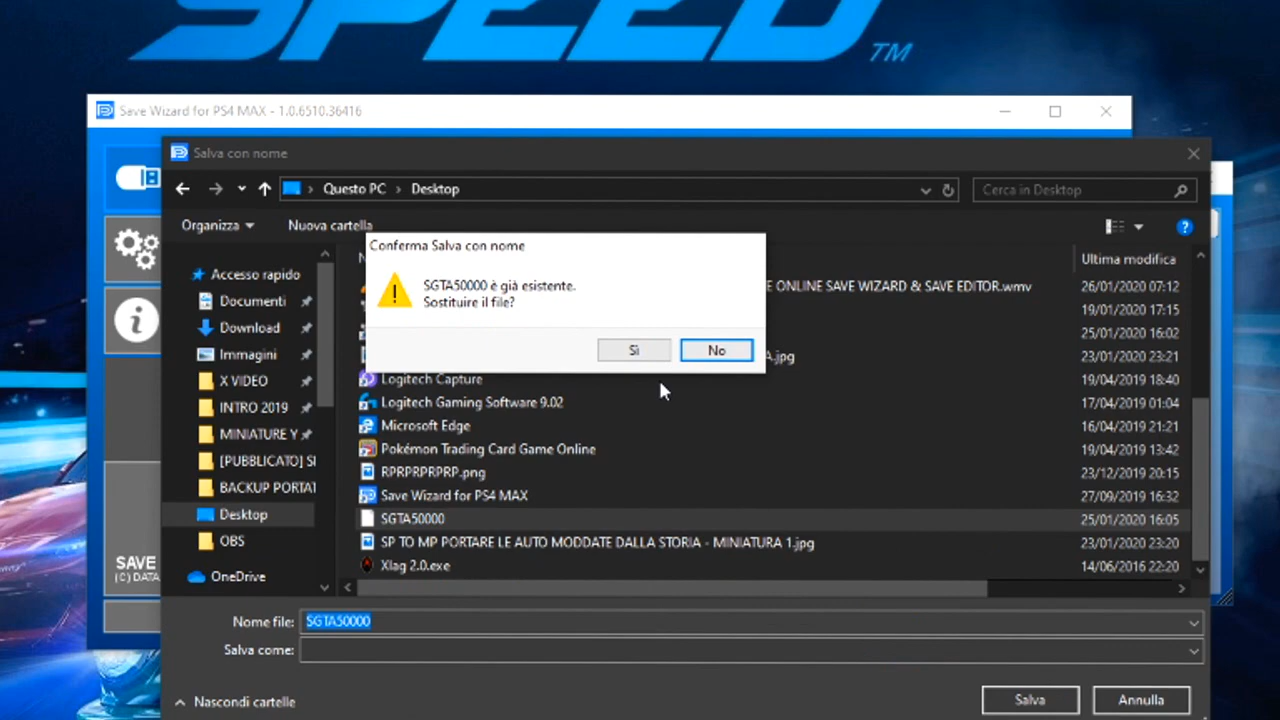 SPEED
TM
Save Wizard for PS4 MAX - 1.0.6510.36416
Salva con nome
Questo PC > Desktop
Cerca in Desktop
Organizza
Nuova cartella
Ultima modifica
Conferma Salva con nome
SGTA50000 è già esistente.
Sostituire il file?
Sì
No
Accesso rapido
Documenti
Download
Immagini
X VIDEO
INTRO 2019
MINIATURE Y
[PUBBLICATO] SI
BACKUP PORTAT
Desktop
OBS
OneDrive
E ONLINE SAVE WIZARD & SAVE EDITOR.wmv 26/01/2020 07:12
19/01/2020 17:15
25/01/2020 16:02
A.jpg 23/01/2020 23:21
Logitech Capture 19/04/2019 18:40
Logitech Gaming Software 9.02 17/04/2019 01:04
Microsoft Edge 16/04/2019 21:21
Pokémon Trading Card Game Online 19/04/2019 13:42
RPRPRPRPRP.png 23/12/2019 20:15
Save Wizard for PS4 MAX 27/09/2019 16:32
SGTA50000 25/01/2020 16:05
SP TO MP PORTARE LE AUTO MODDATE DALLA STORIA - MINIATURA 1.jpg 23/01/2020 23:20
Xlag 2.0.exe 14/06/2016 22:20
SAVE
(C) DATA
Nome file: SGTA50000
Salva come:
Nascondi cartelle
Salva
Annulla